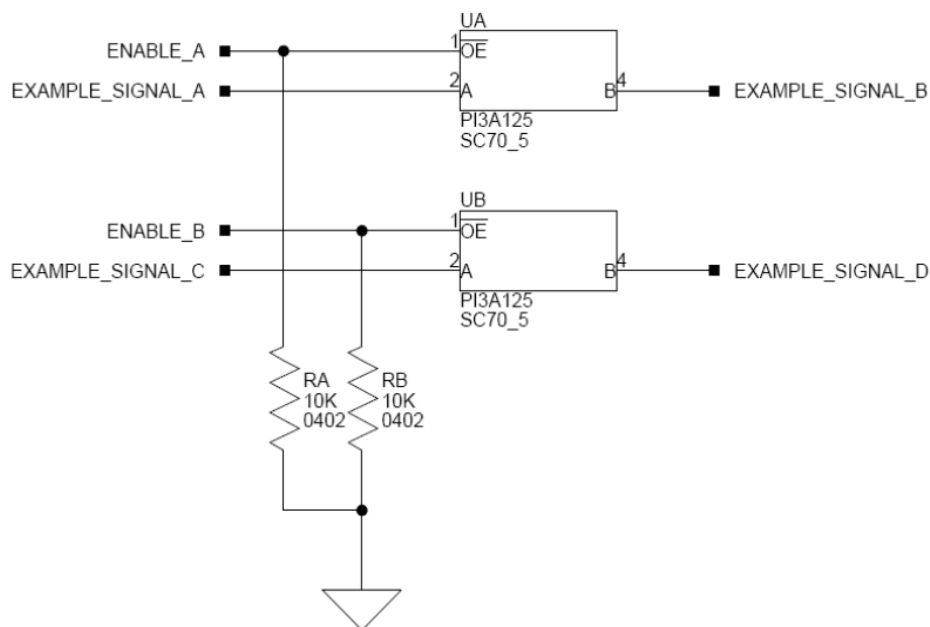 UA
ENABLE_A 1 OE
EXAMPLE_SIGNAL_A 2 A B 4 EXAMPLE_SIGNAL_B
PI3A125
SC70_5
UB
ENABLE_B 1 OE
EXAMPLE_SIGNAL_C 2 A B 4 EXAMPLE_SIGNAL_D
PI3A125
SC70_5
RA RB
10K 10K
0402 0402